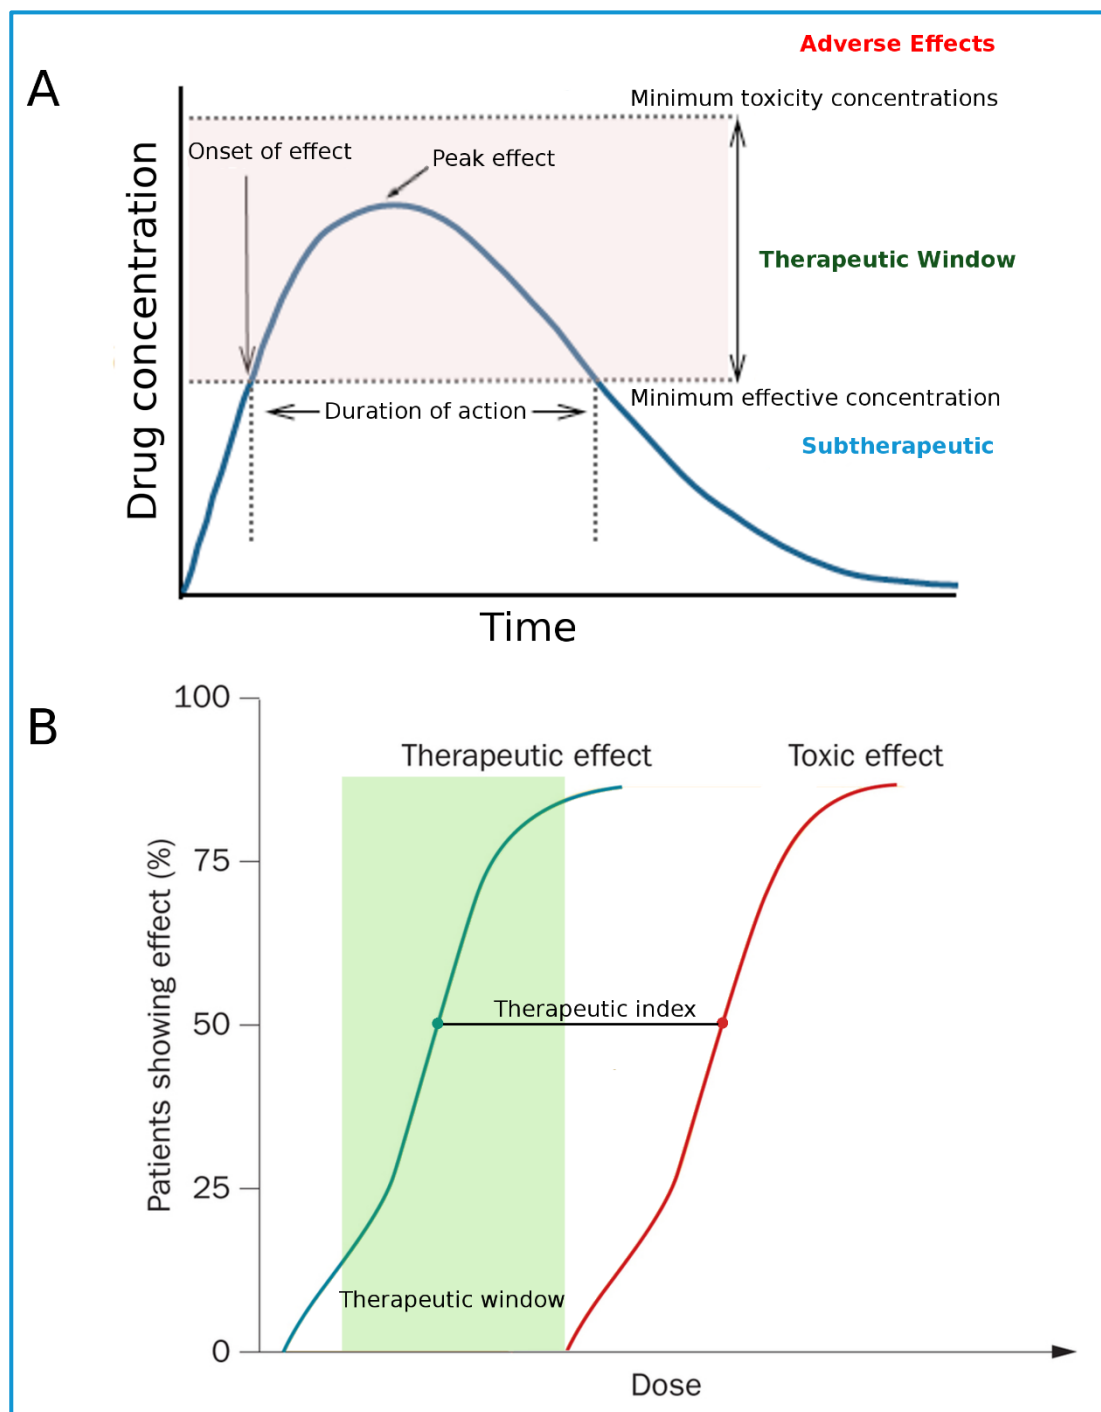 A
Adverse Effects
Minimum toxicity concentrations
Onset of effect
Peak effect
Drug concentration
Therapeutic Window
Minimum effective concentration
Duration of action
Subtherapeutic
Time
B
100
Therapeutic effect
Toxic effect
75
Patients showing effect (%)
Therapeutic index
50
25
Therapeutic window
0
Dose